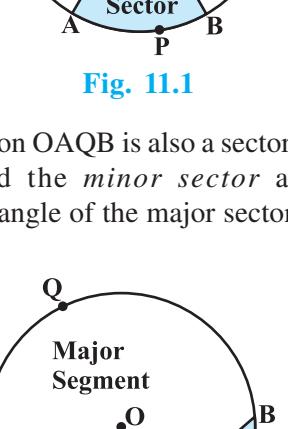 Sector
A B
P
Fig. 11.1
on OAQB is also a sector
d the minor sector a
angle of the major sector
Q
Major
Segment
B
O